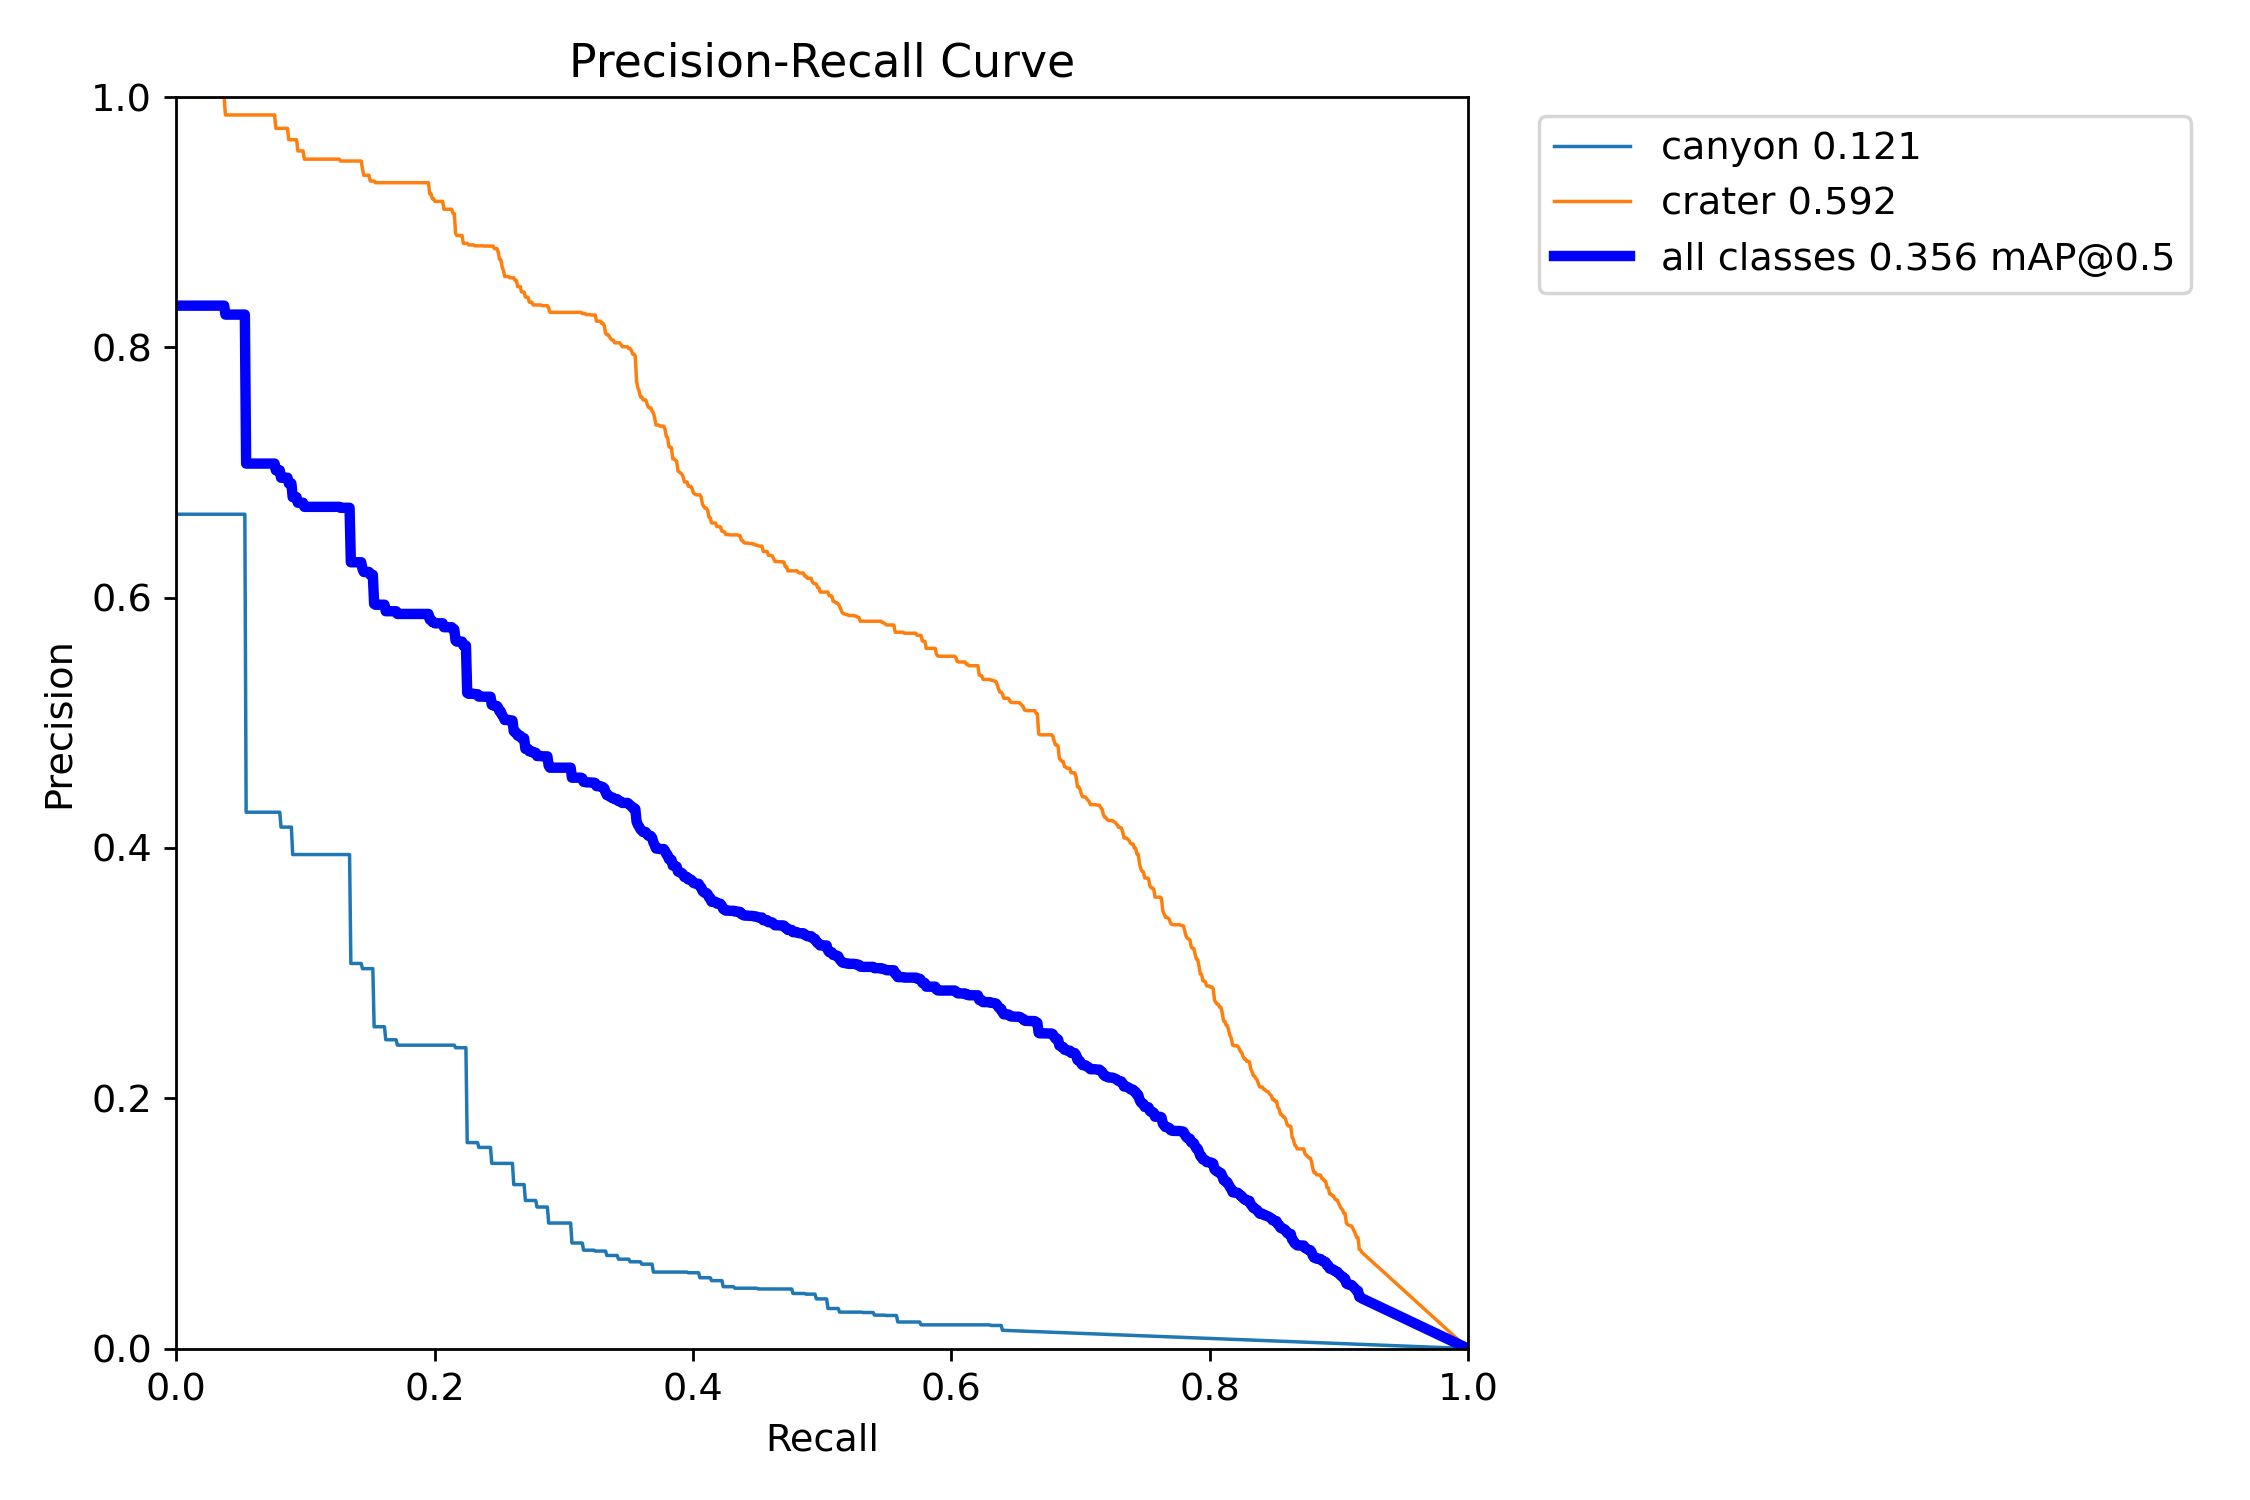 Precision-Recall Curve
1.0
0.8
0.6
0.4
0.2
0.0
Precision
0.0 0.2 0.4 0.6 0.8 1.0
Recall
canyon 0.121
crater 0.592
all classes 0.356 mAP@0.5